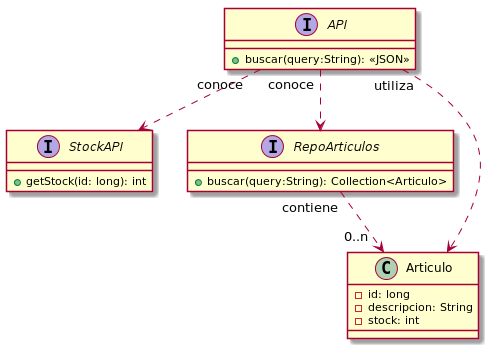 I API
buscar(query:String): «JSON»
conoce
conoce
utiliza
I StockAPI
getStock(id: long): int
I RepoArticulos
buscar(query:String): Collection<Articulo>
contiene
0..n
C Articulo
id: long
descripcion: String
stock: int